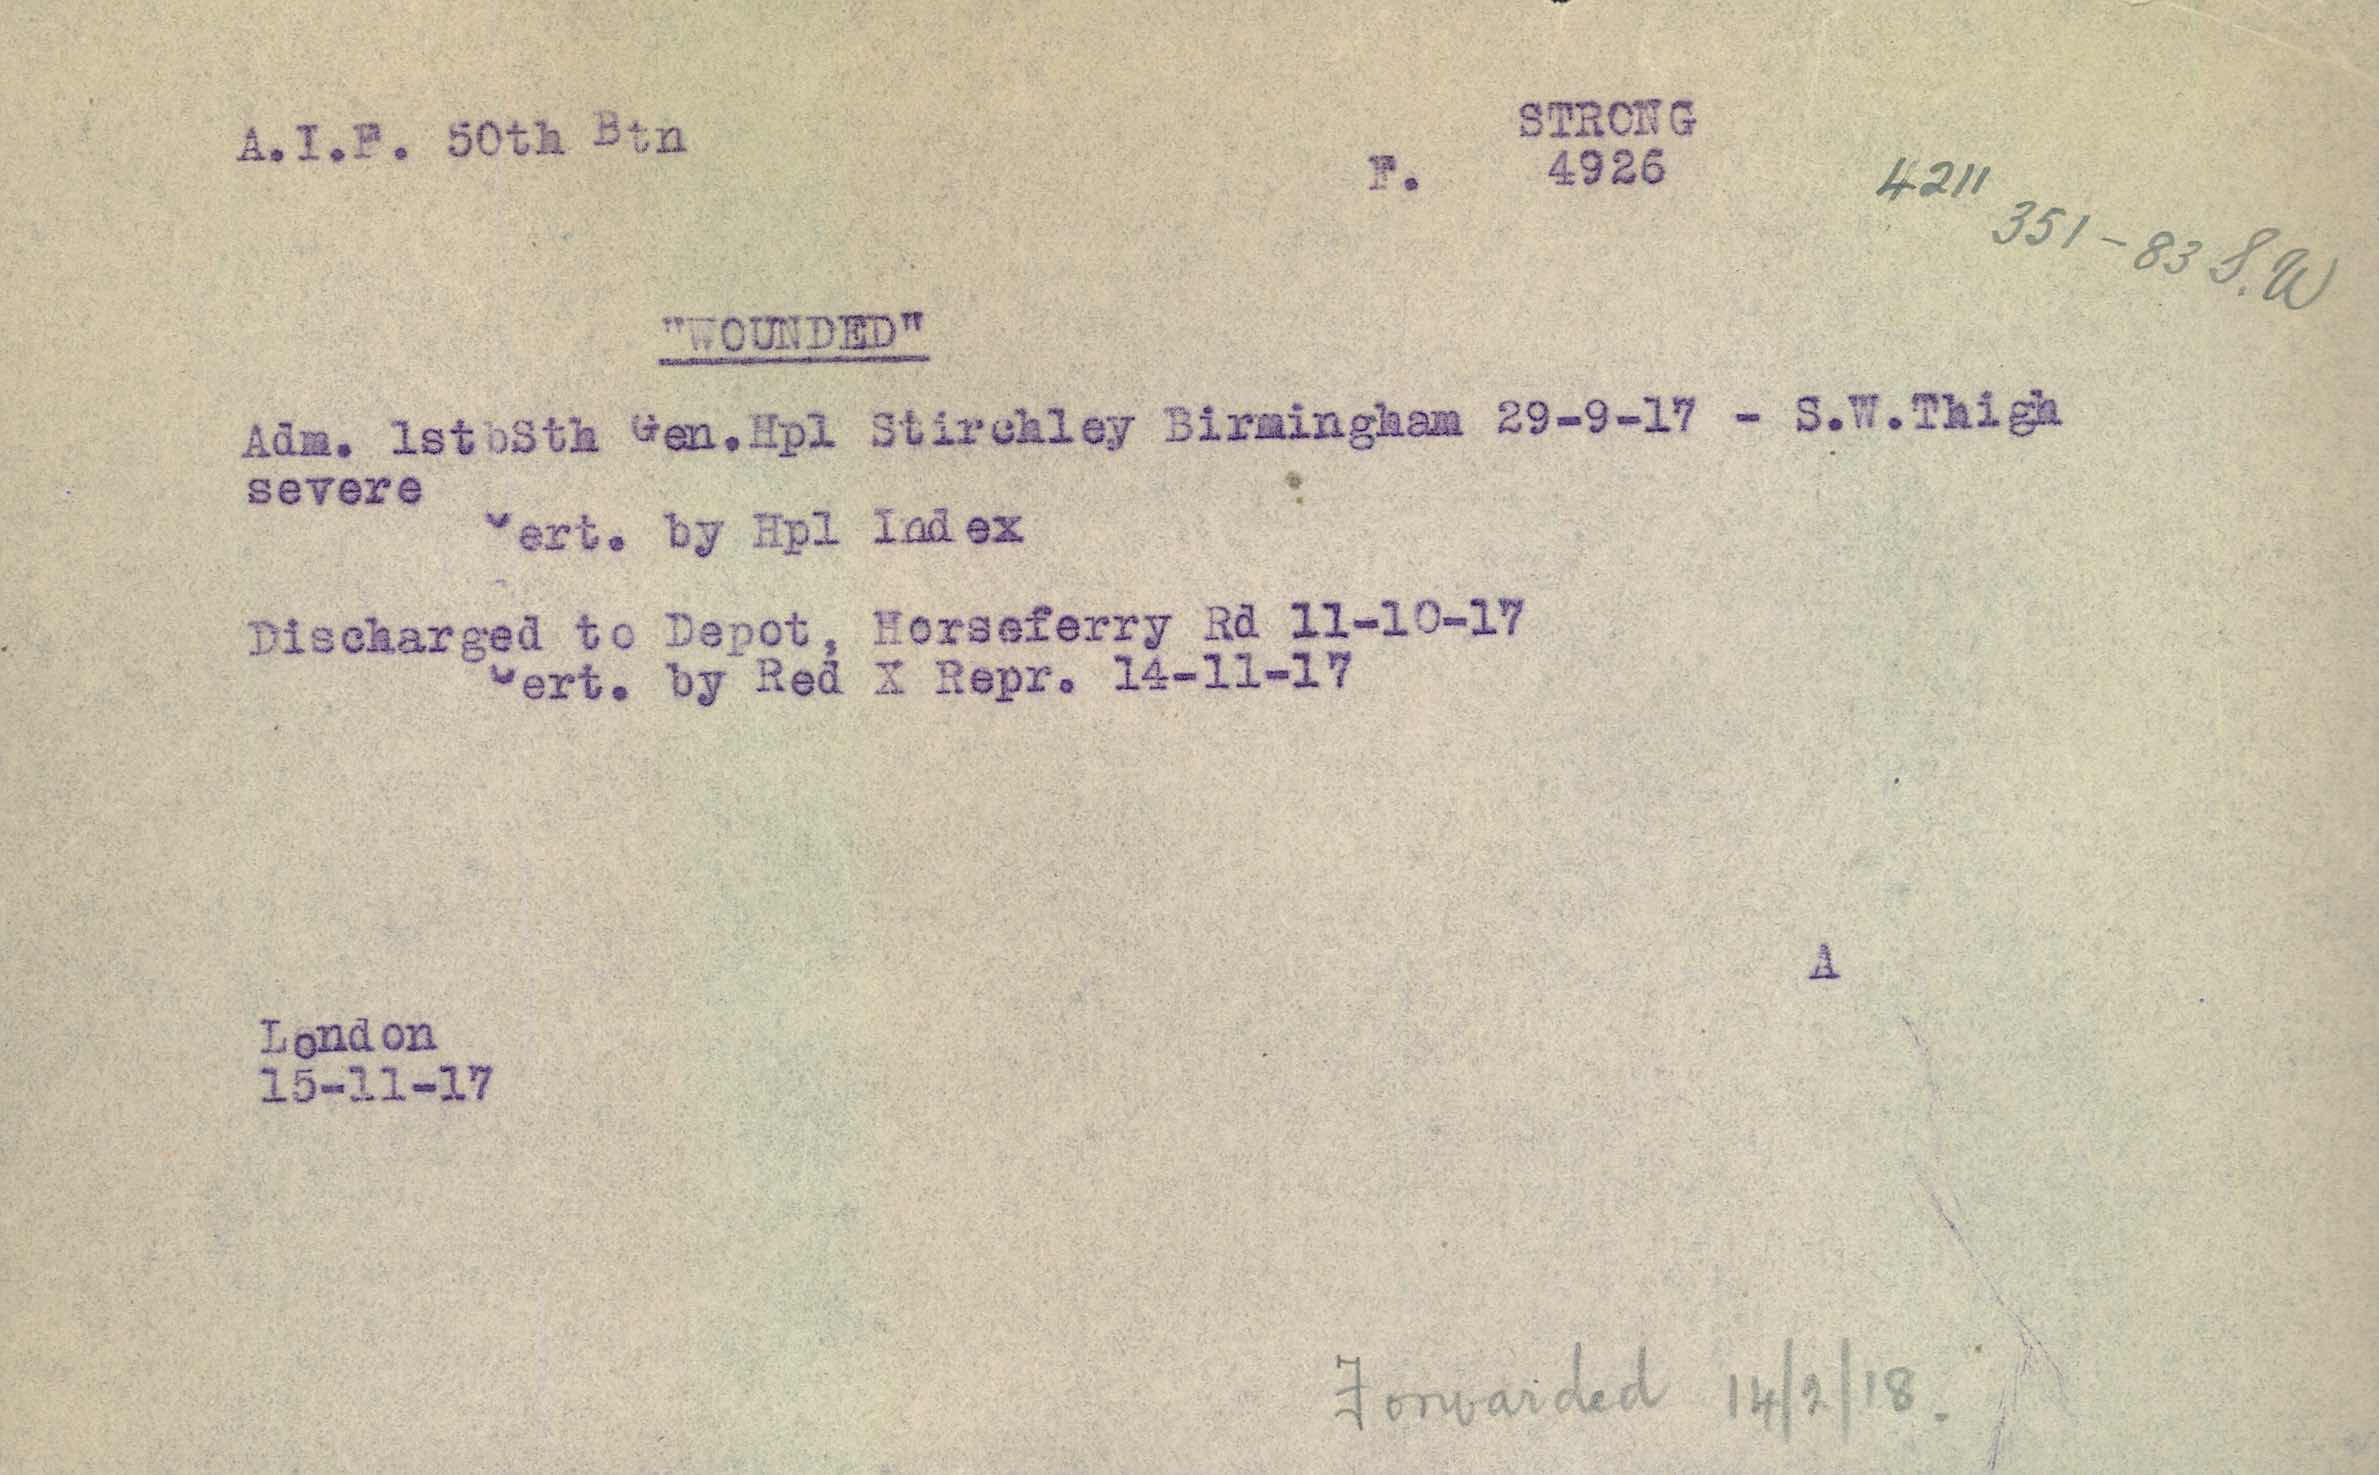 A.I.F. 50th Btn
STRONG
F. 4926
4211
351-83 S.W
"WOUNDED"
Adm. 1stbSth Gen.Hpl Stirchley Birmingham 29-9-17 - S.W.Thigh
severe
Cert. by Hpl Index
Discharged to Depot, Horseferry Rd 11-10-17
Cert. by Red X Repr. 14-11-17
A
London
15-11-17
Forwarded 14/2/18.